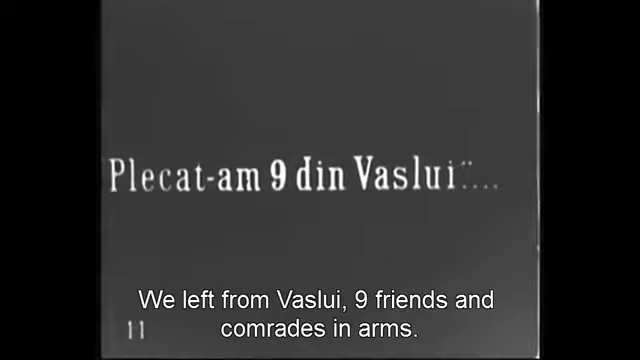 Plecat-am 9 din Vaslui"...
We left from Vaslui, 9 friends and
11
comrades in arms.